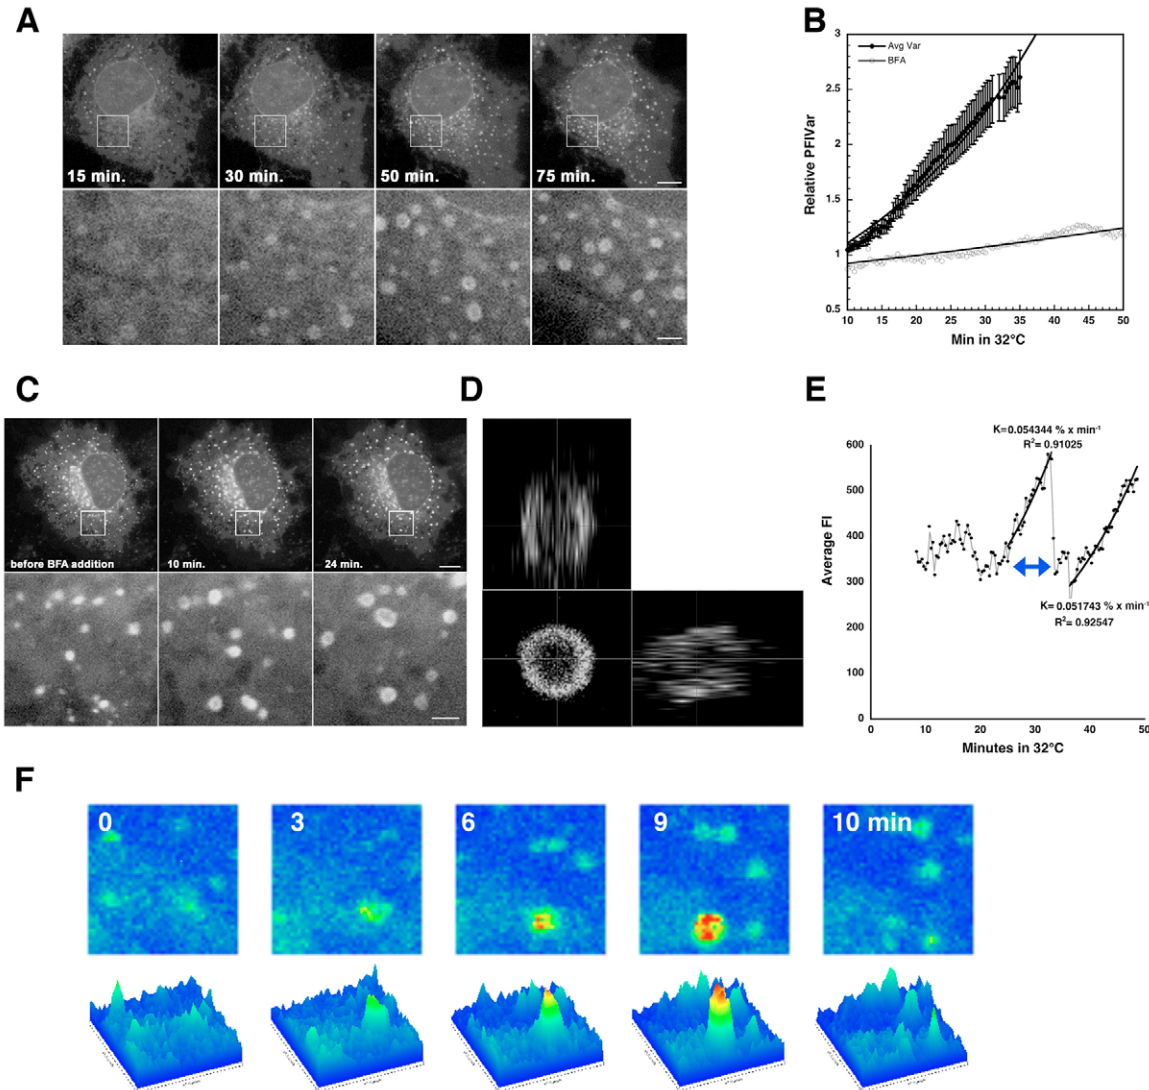 A
15 min.
30 min.
50 min.
75 min.
B
Relative PFIVar
3
2.5
2
1.5
1
0.5
Avg Var
BFA
10
15
20
25
30
35
40
45
50
Min in 32°C
C
before BFA addition
10 min.
24 min.
D
E
Average FI
600
500
400
300
200
100
0
K=0.054344 % x min⁻¹
R²= 0.91025
K= 0.051743 % x min⁻¹
R²= 0.92547
0
10
20
30
40
50
Minutes in 32°C
F
0
3
6
9
10 min